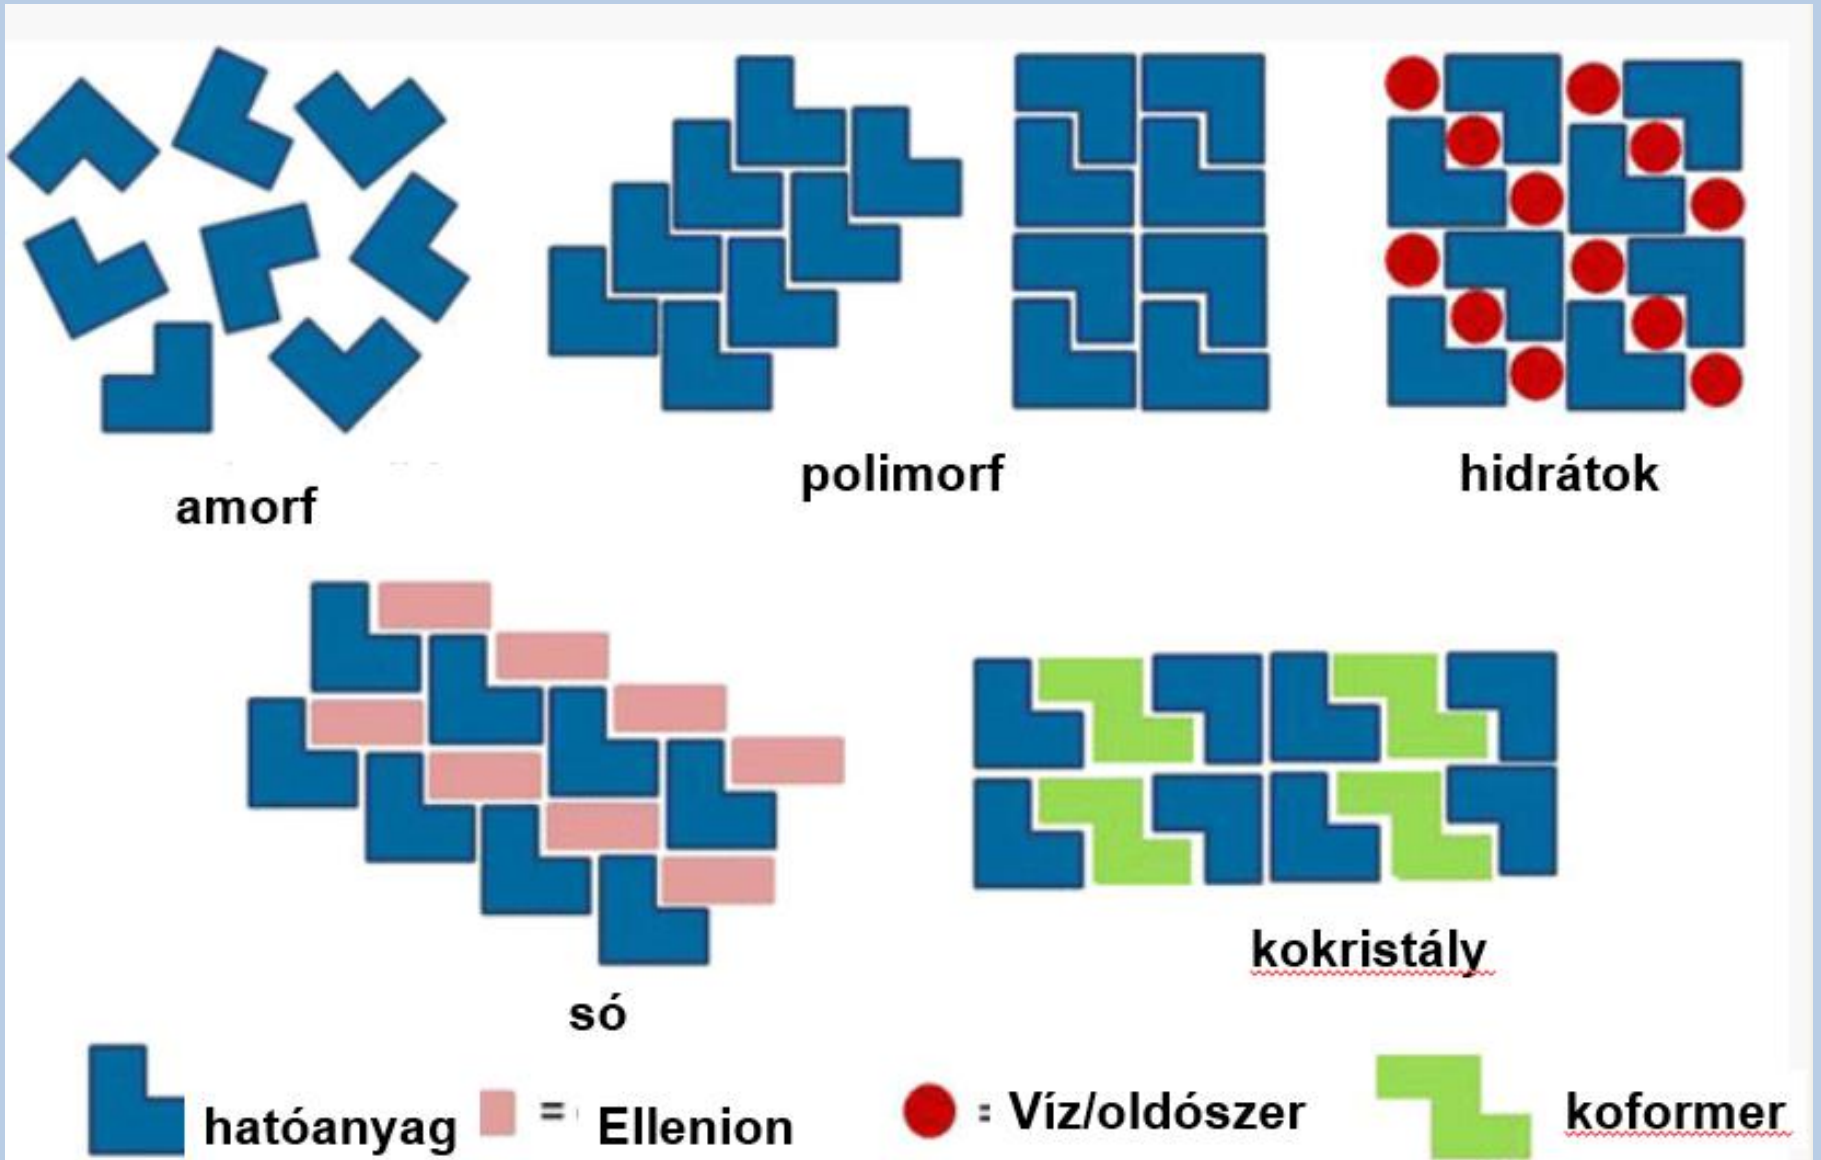 amorf
polimorf
hidrátok
só
kokristály
hatóanyag
= Ellenion
: Víz/oldószer
koformer